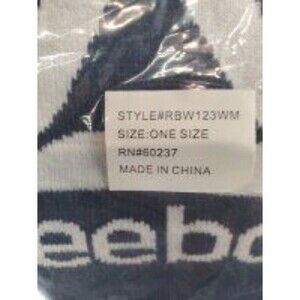 STYLE#RBW123WM
SIZE:ONE SIZE
RN#60237
MADE IN CHINA
eebo